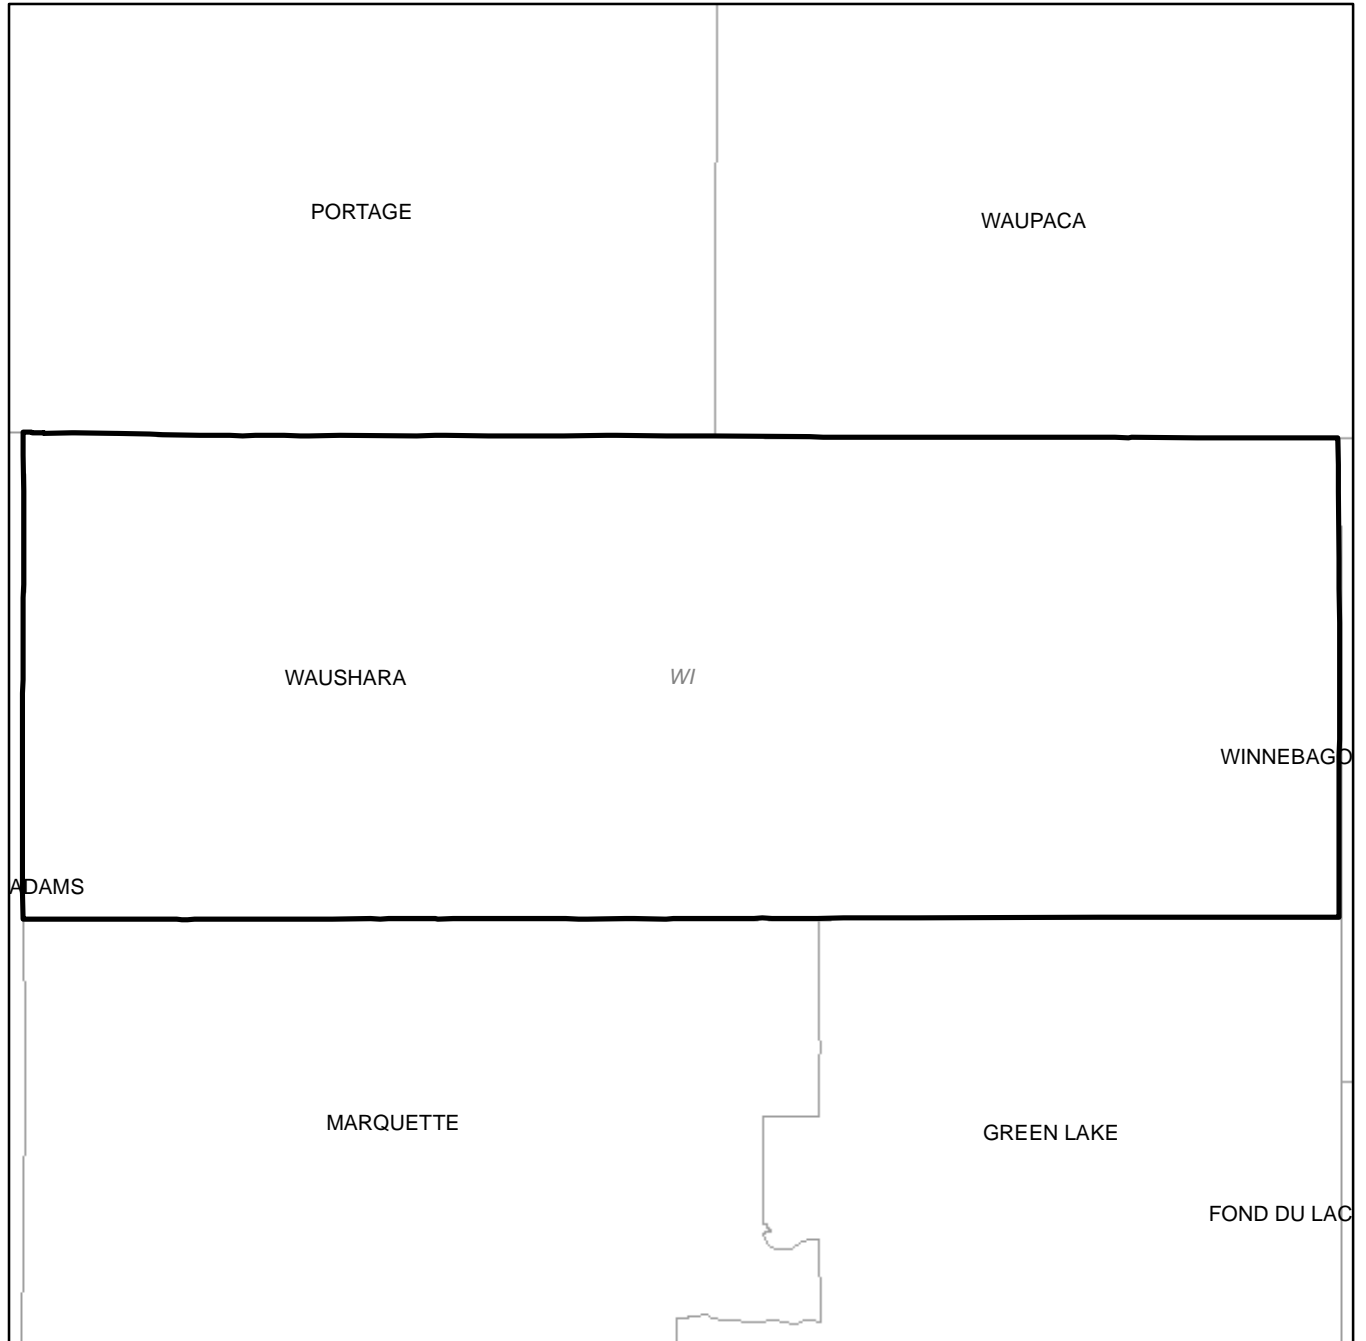 PORTAGE
WAUPACA
WAUSHARA
WI
WINNEBAGO
ADAMS
MARQUETTE
GREEN LAKE
FOND DU LAC